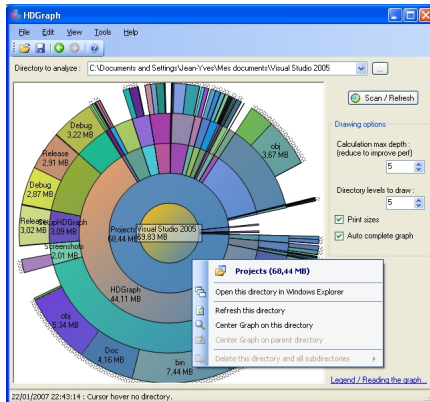 HDGraph
File Edit View Tools Help
Directory to analyze : C:\Documents and Settings\Jean-Yves\Mes documents\Visual Studio 2005 ...
Scan / Refresh
Drawing options
Calculation max depth :
(reduce to improve perf)
5
Directory levels to draw :
5
Print sizes
Auto complete graph
Debug
3,22 MB
obj
3,67 MB
Release
2,91 MB
Debug
2,87 MB
Release
3,02 MB
SetupHDGraph
3,09 MB
Projects
68,44 MB
Visual Studio 2005
69,83 MB
Screenshots
2,01 MB
HDGraph
44,11 MB
obj
5,34 MB
Doc
4,16 MB
bin
7,44 MB
Projects (68,44 MB)
Open this directory in Windows Explorer
Refresh this directory
Center Graph on this directory
Center Graph on parent directory
Delete this directory and all subdirectories
Legend / Reading the graph...
22/01/2007 22:43:14 : Cursor hover no directory.